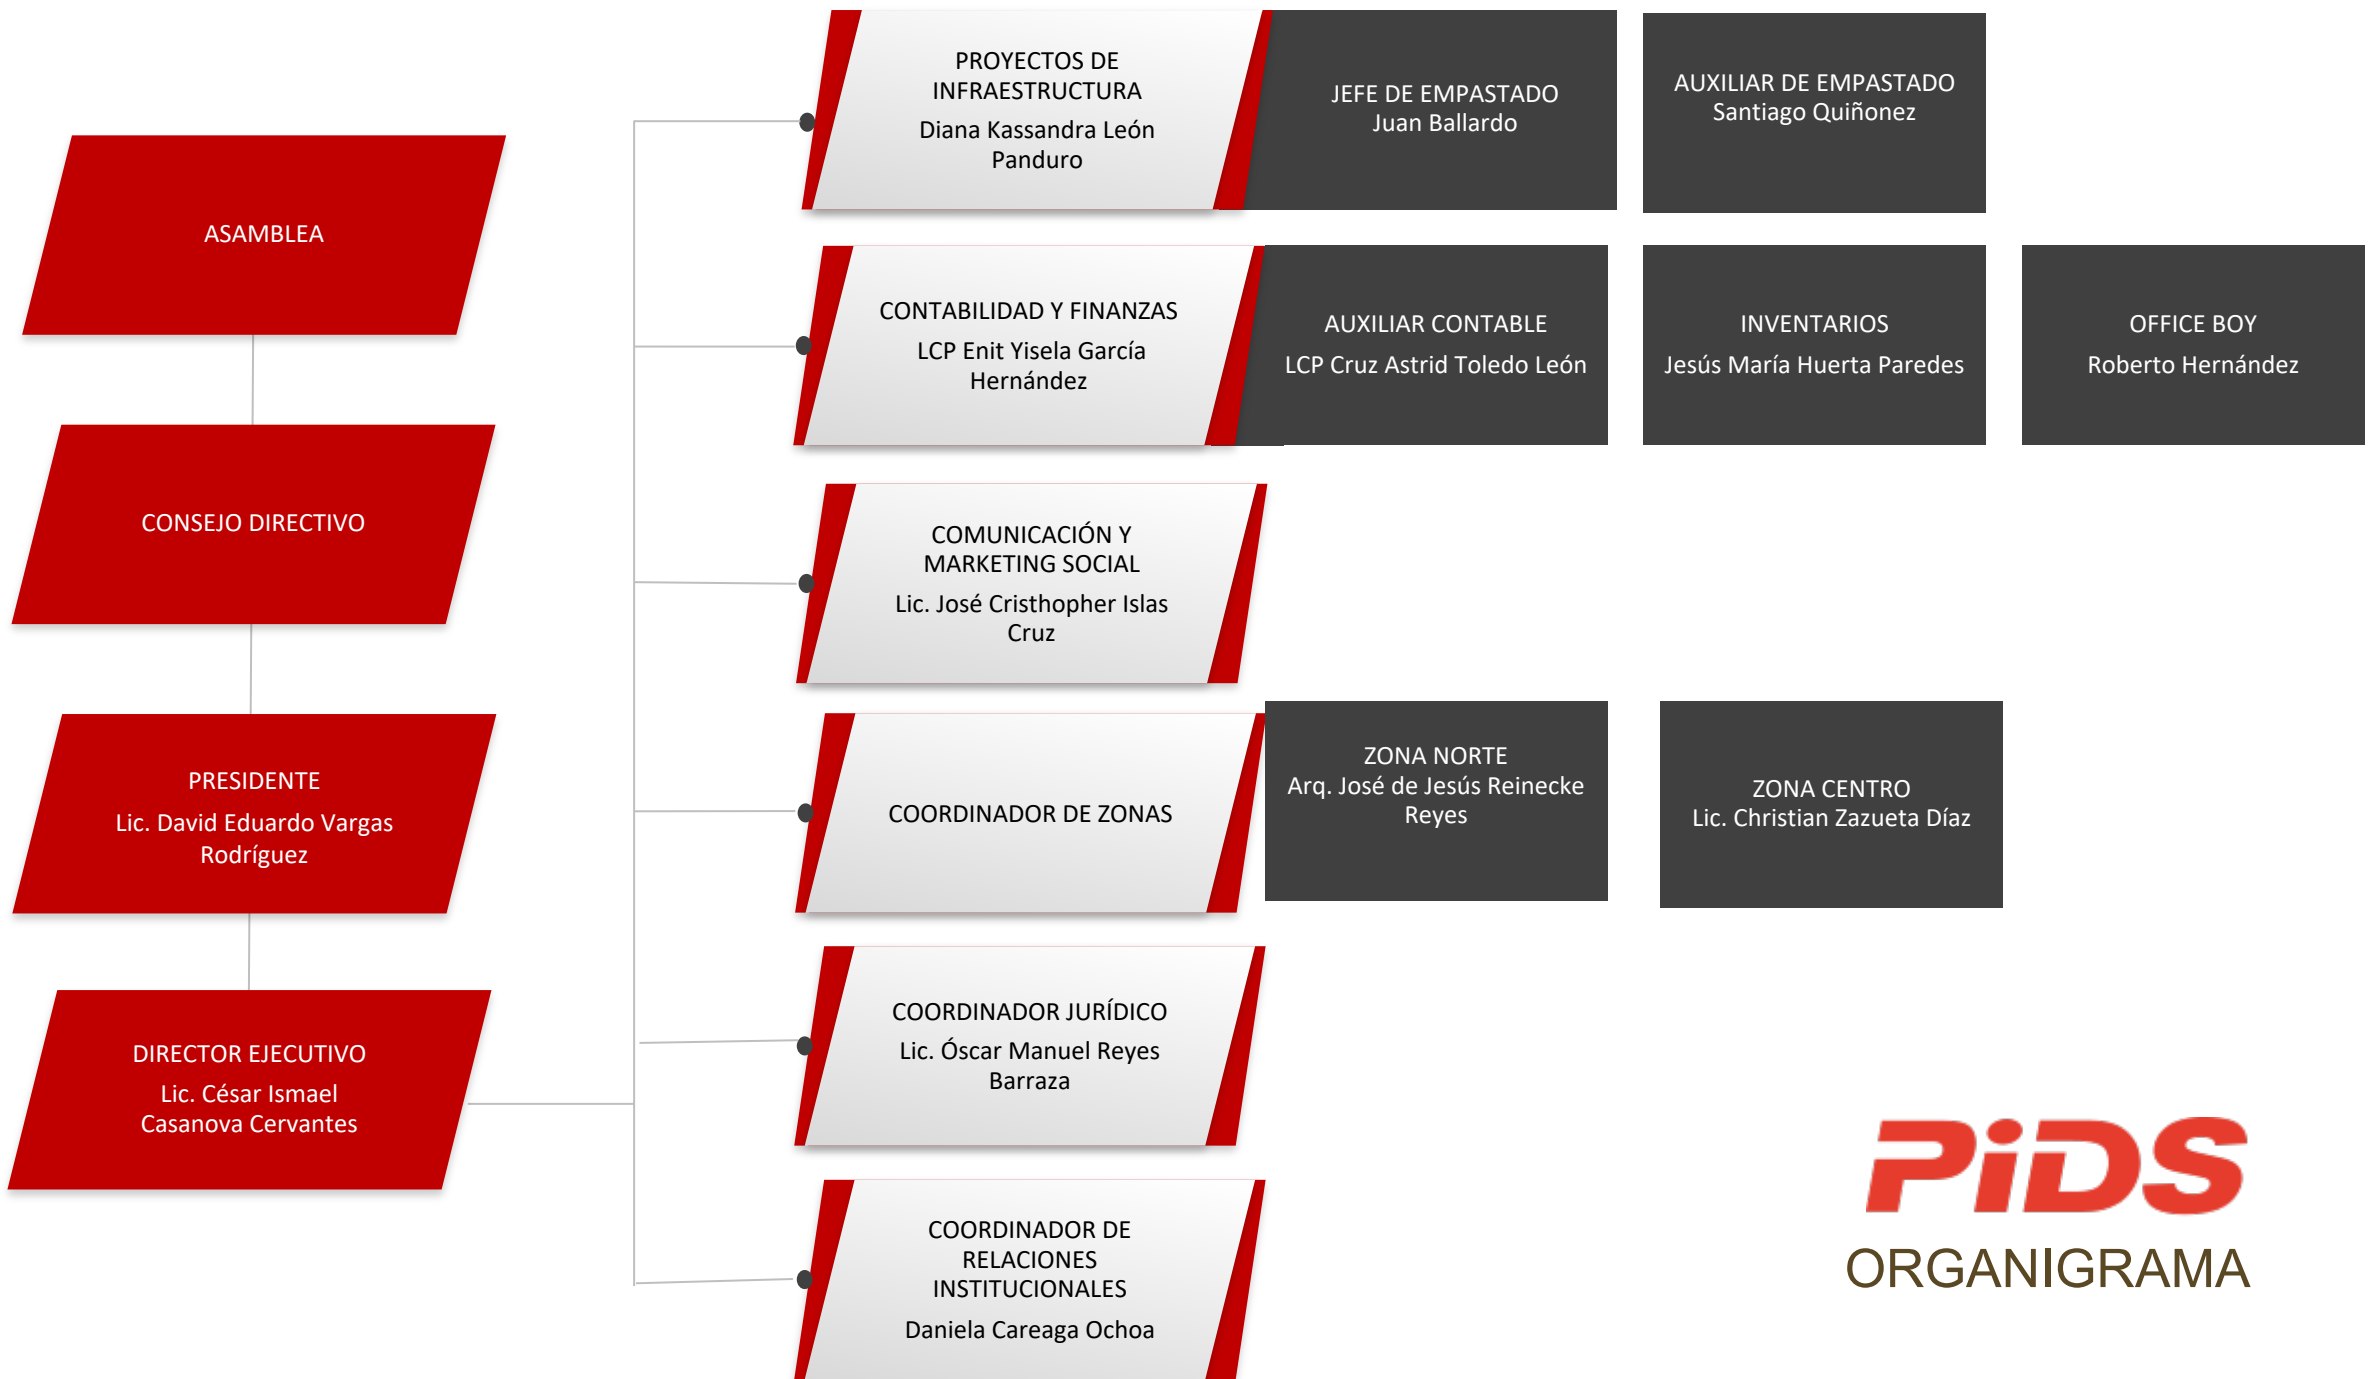 ASAMBLEA
CONSEJO DIRECTIVO
PRESIDENTE
Lic. David Eduardo Vargas
Rodríguez
DIRECTOR EJECUTIVO
Lic. César Ismael
Casanova Cervantes
PROYECTOS DE
INFRAESTRUCTURA
Diana Kassandra León
Panduro
JEFE DE EMPASTADO
Juan Ballardo
AUXILIAR DE EMPASTADO
Santiago Quiñonez
CONTABILIDAD Y FINANZAS
LCP Enit Yisela García
Hernández
AUXILIAR CONTABLE
LCP Cruz Astrid Toledo León
INVENTARIOS
Jesús María Huerta Paredes
OFFICE BOY
Roberto Hernández
COMUNICACIÓN Y
MARKETING SOCIAL
Lic. José Cristhopher Islas
Cruz
COORDINADOR DE ZONAS
ZONA NORTE
Arq. José de Jesús Reinecke
Reyes
ZONA CENTRO
Lic. Christian Zazueta Díaz
COORDINADOR JURÍDICO
Lic. Óscar Manuel Reyes
Barraza
COORDINADOR DE
RELACIONES
INSTITUCIONALES
Daniela Careaga Ochoa
PiDS
ORGANIGRAMA